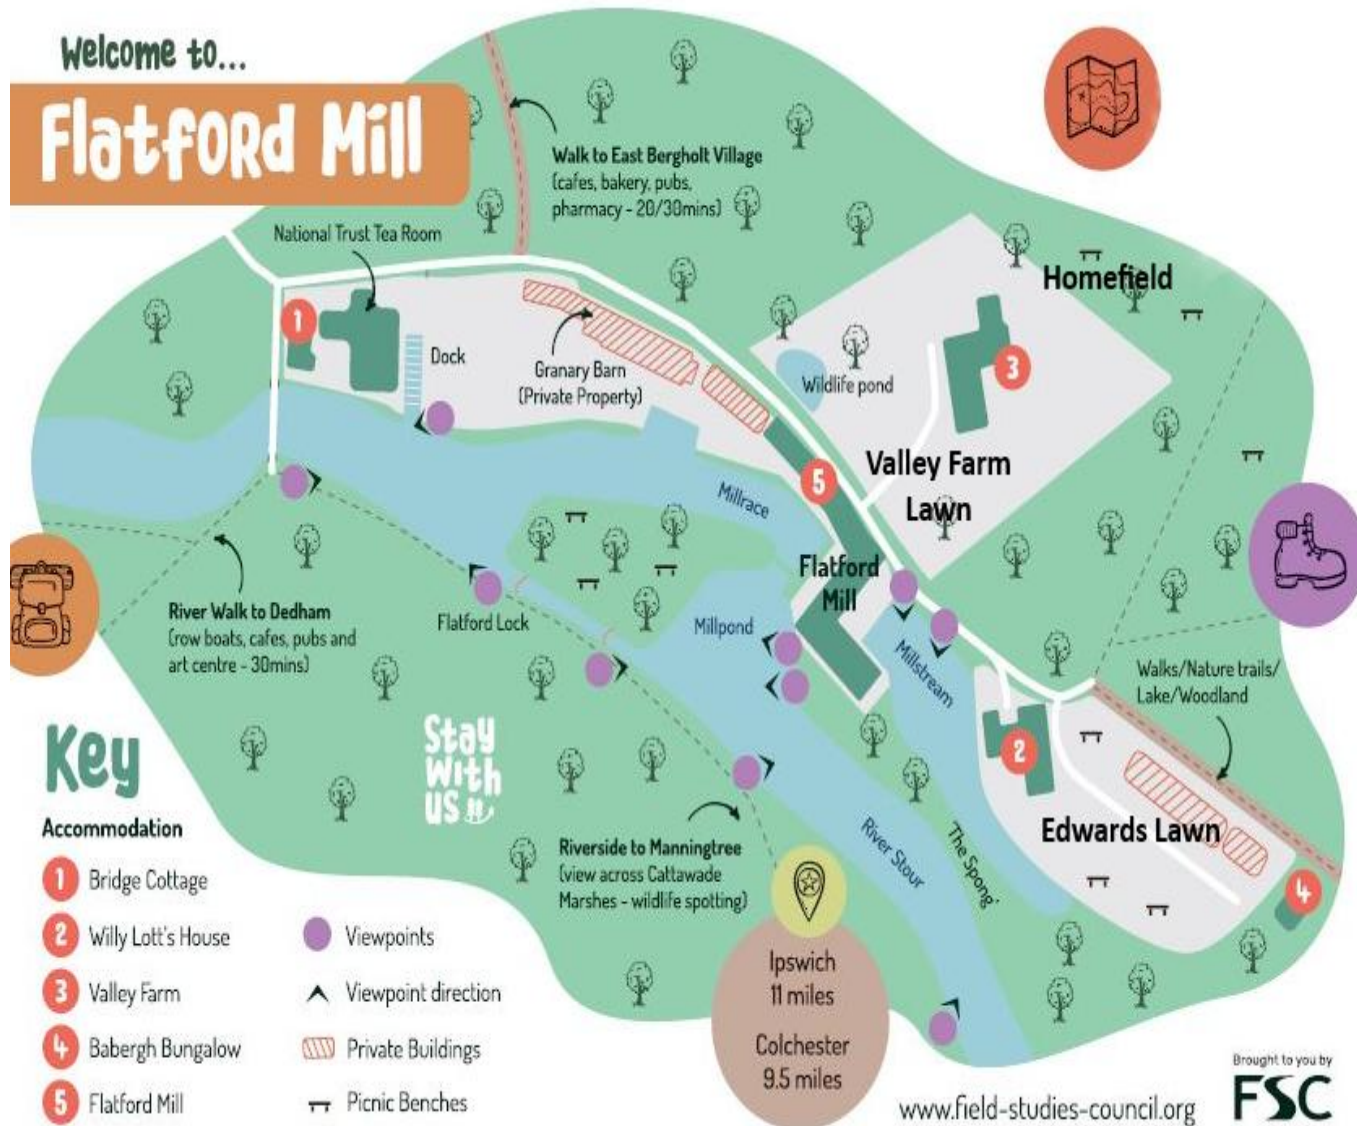 Welcome to...
Flatford Mill
Walk to East Bergholt Village
(cafes, bakery, pubs,
pharmacy - 20/30mins)
National Trust Tea Room
Homefield
1
Dock
Granary Barn
(Private Property)
Wildlife pond
3
Valley Farm
Lawn
5
Millrace
Flatford
Mill
River Walk to Dedham
(row boats, cafes, pubs and
art centre - 30mins)
Flatford Lock
Millpond
Millstream
Walks/Nature trails/
Lake/Woodland
2
Edwards Lawn
4
Stay
with
us
Riverside to Manningtree
(view across Cattawade
Marshes - wildlife spotting)
River Stour
'The Spong'
Key
Accommodation
1 Bridge Cottage
2 Willy Lott's House
3 Valley Farm
4 Babergh Bungalow
5 Flatford Mill
Viewpoints
Viewpoint direction
Private Buildings
Picnic Benches
Ipswich
11 miles
Colchester
9.5 miles
www.field-studies-council.org
Brought to you by
FSC